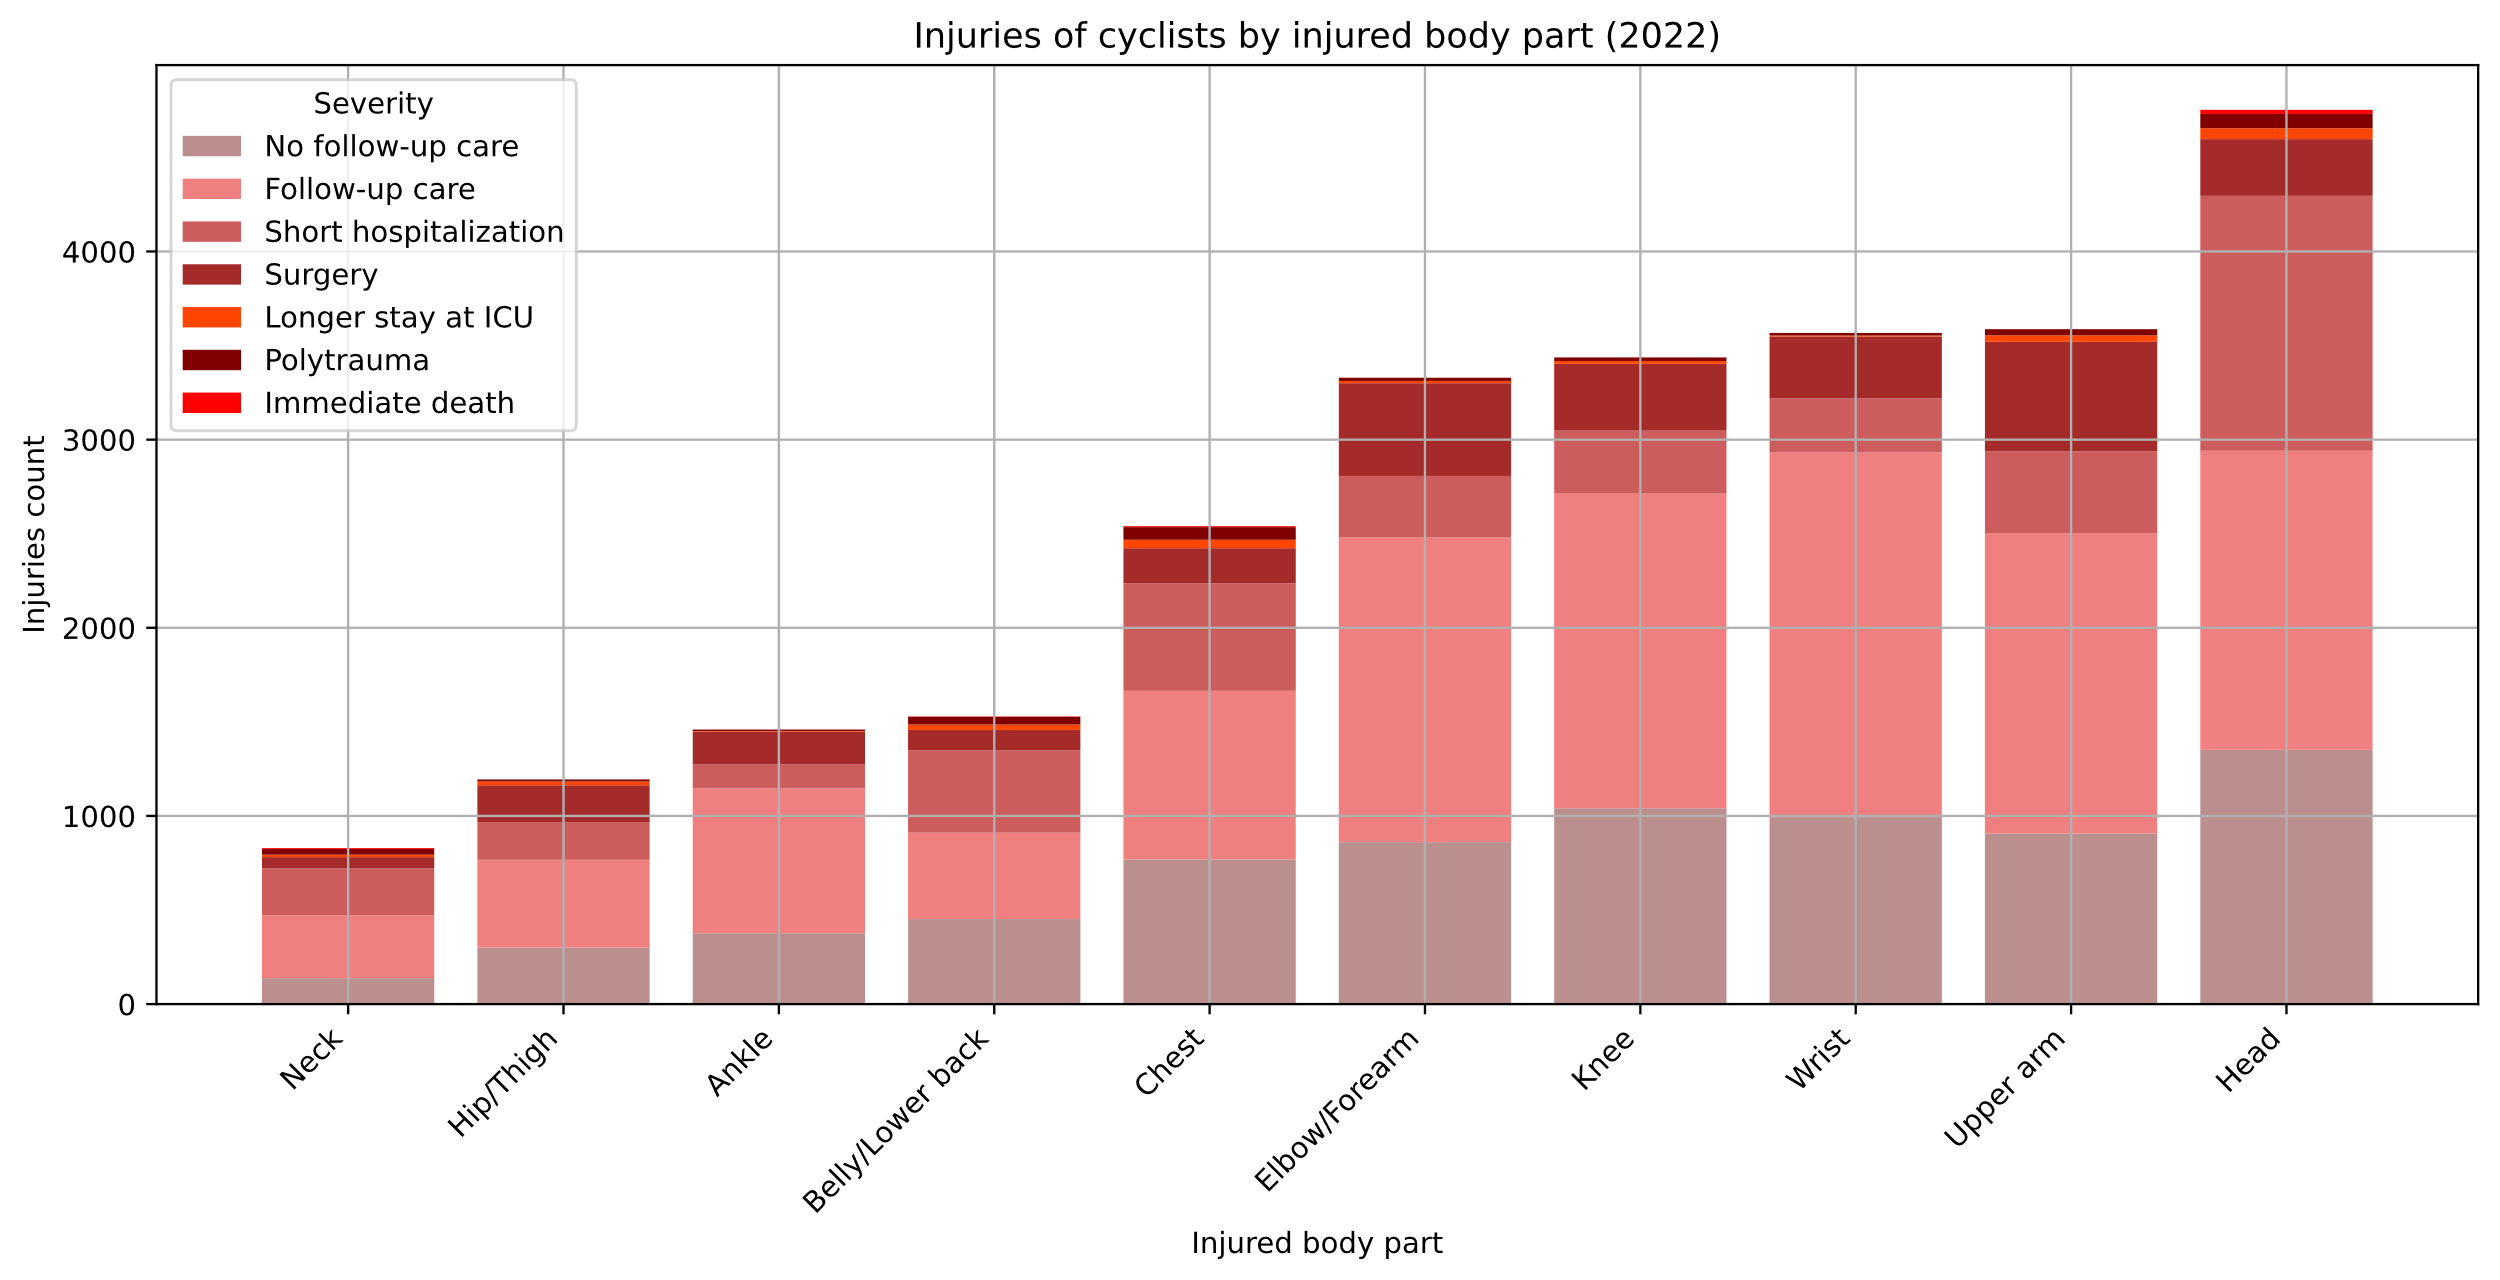 Injuries of cyclists by injured body part (2022)
Severity
No follow-up care
Follow-up care
Short hospitalization
Surgery
Longer stay at ICU
Polytrauma
Immediate death
Injuries count
4000
3000
2000
1000
0
Neck
Hip/Thigh
Ankle
Belly/Lower back
Chest
Elbow/Forearm
Knee
Wrist
Upper arm
Head
Injured body part